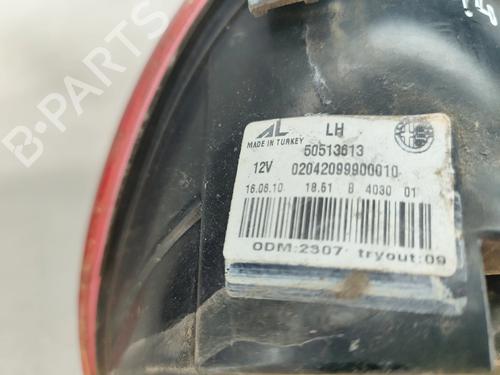 AL LH
MADE IN TURKEY 50513613
12V 02042099900010
16.06.10 18.51 B 4030 01
ODM:2307 tryout:09
B-PARTS